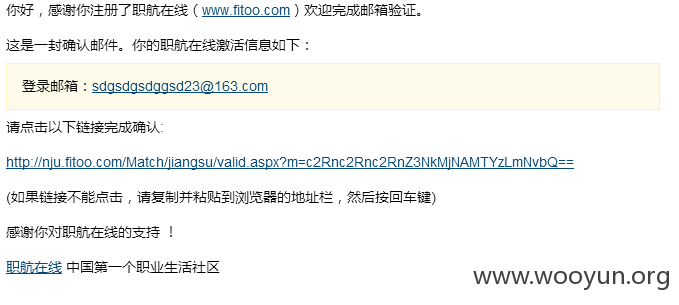 你好，感谢你注册了职航在线（www.fitoo.com）欢迎完成邮箱验证。
这是一封确认邮件。你的职航在线激活信息如下：
登录邮箱：sdgsdgsdggsd23@163.com
请点击以下链接完成确认:
http://nju.fitoo.com/Match/jiangsu/valid.aspx?m=c2Rnc2Rnc2RnZ3NkMjNAMTYzLmNvbQ==
(如果链接不能点击，请复制并粘贴到浏览器的地址栏，然后按回车键)
感谢你对职航在线的支持 ！
职航在线 中国第一个职业生活社区
www.wooyun.org